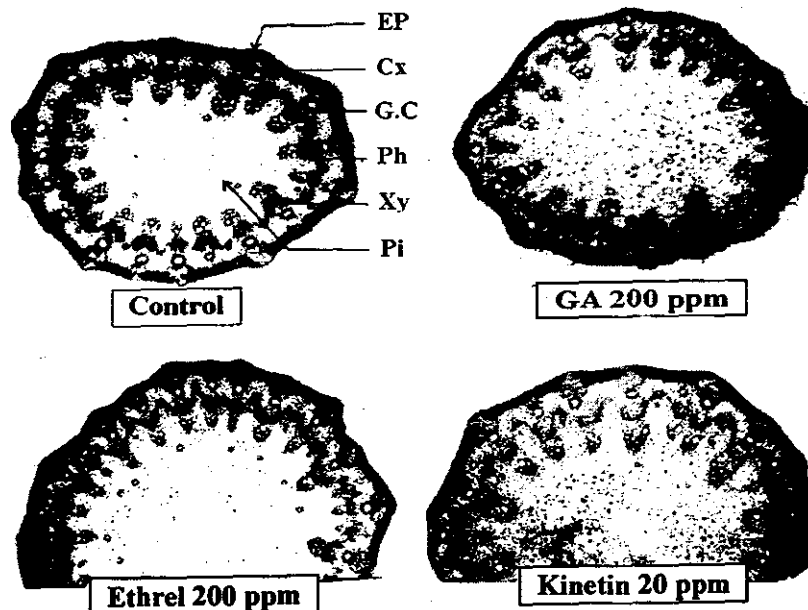 EP
Cx
G.C
Ph
Xy
Pi
Control
GA 200 ppm
Ethrel 200 ppm
Kinetin 20 ppm